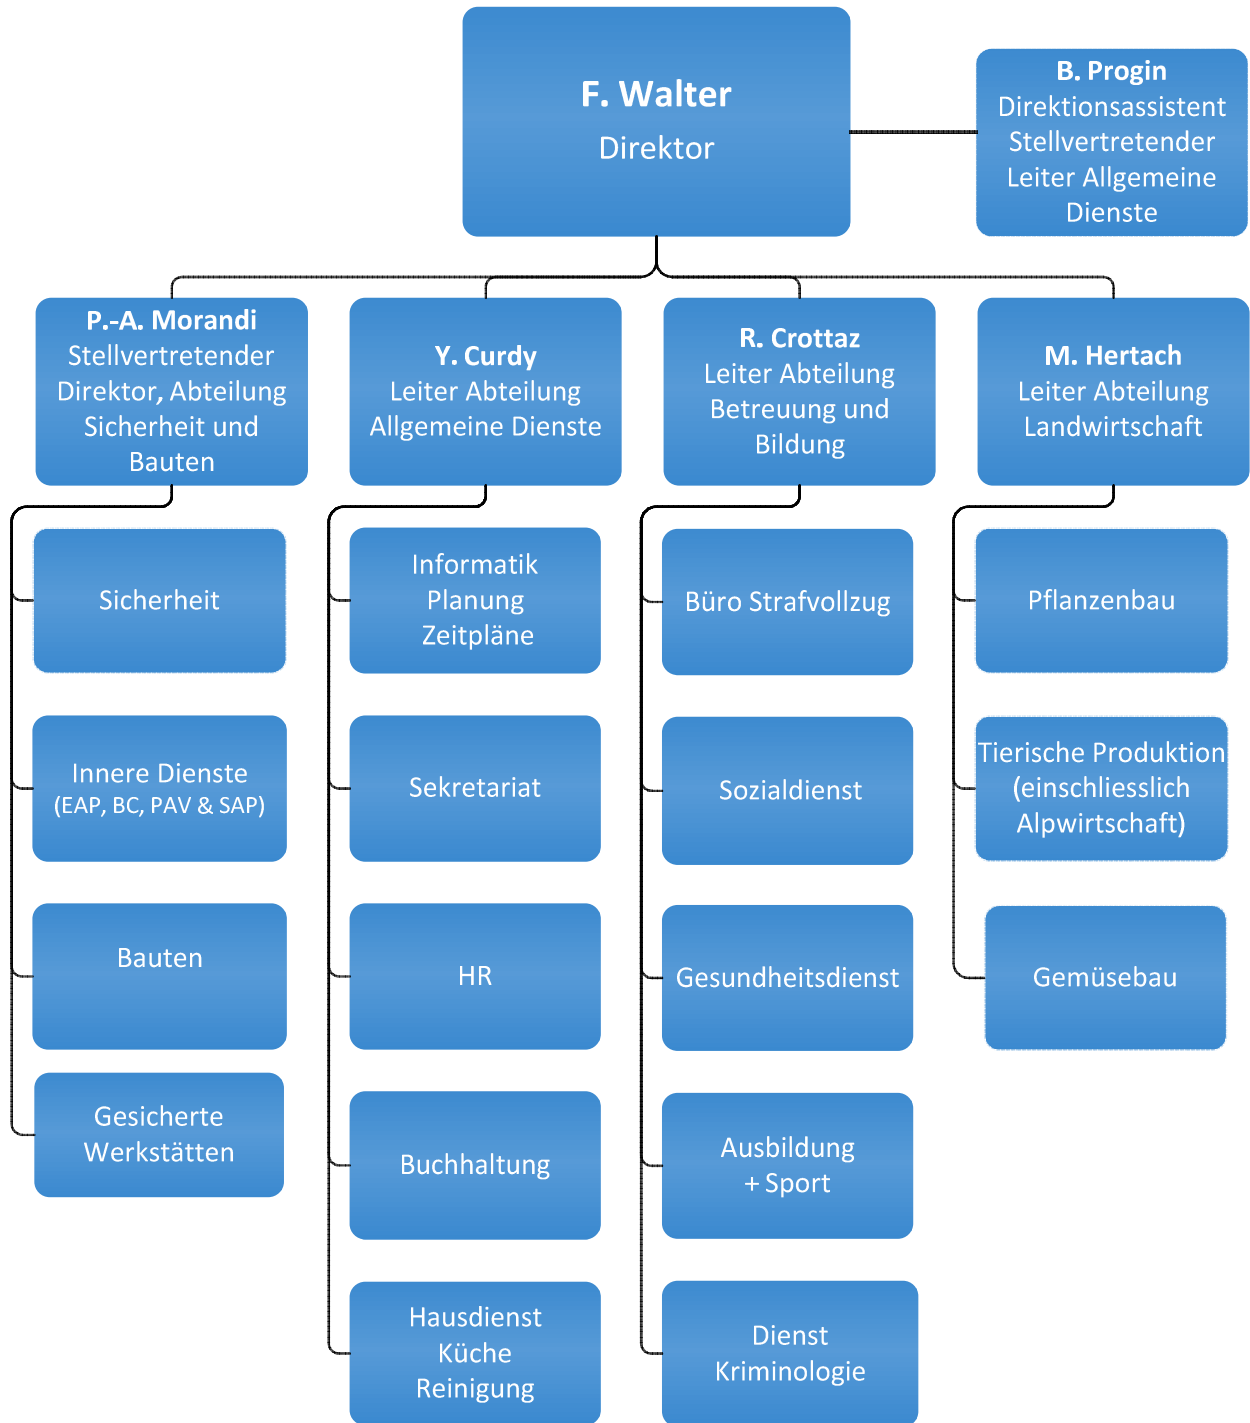 F. Walter
Direktor
B. Progin
Direktionsassistent
Stellvertretender
Leiter Allgemeine
Dienste
P.-A. Morandi
Stellvertretender
Direktor, Abteilung
Sicherheit und
Bauten
Y. Curdy
Leiter Abteilung
Allgemeine Dienste
R. Crottaz
Leiter Abteilung
Betreuung und
Bildung
M. Hertach
Leiter Abteilung
Landwirtschaft
Sicherheit
Innere Dienste
(EAP, BC, PAV & SAP)
Bauten
Gesicherte
Werkstätten
Informatik
Planung
Zeitpläne
Sekretariat
HR
Buchhaltung
Hausdienst
Küche
Reinigung
Büro Strafvollzug
Sozialdienst
Gesundheitsdienst
Ausbildung
+ Sport
Dienst
Kriminologie
Pflanzenbau
Tierische Produktion
(einschliesslich
Alpwirtschaft)
Gemüsebau